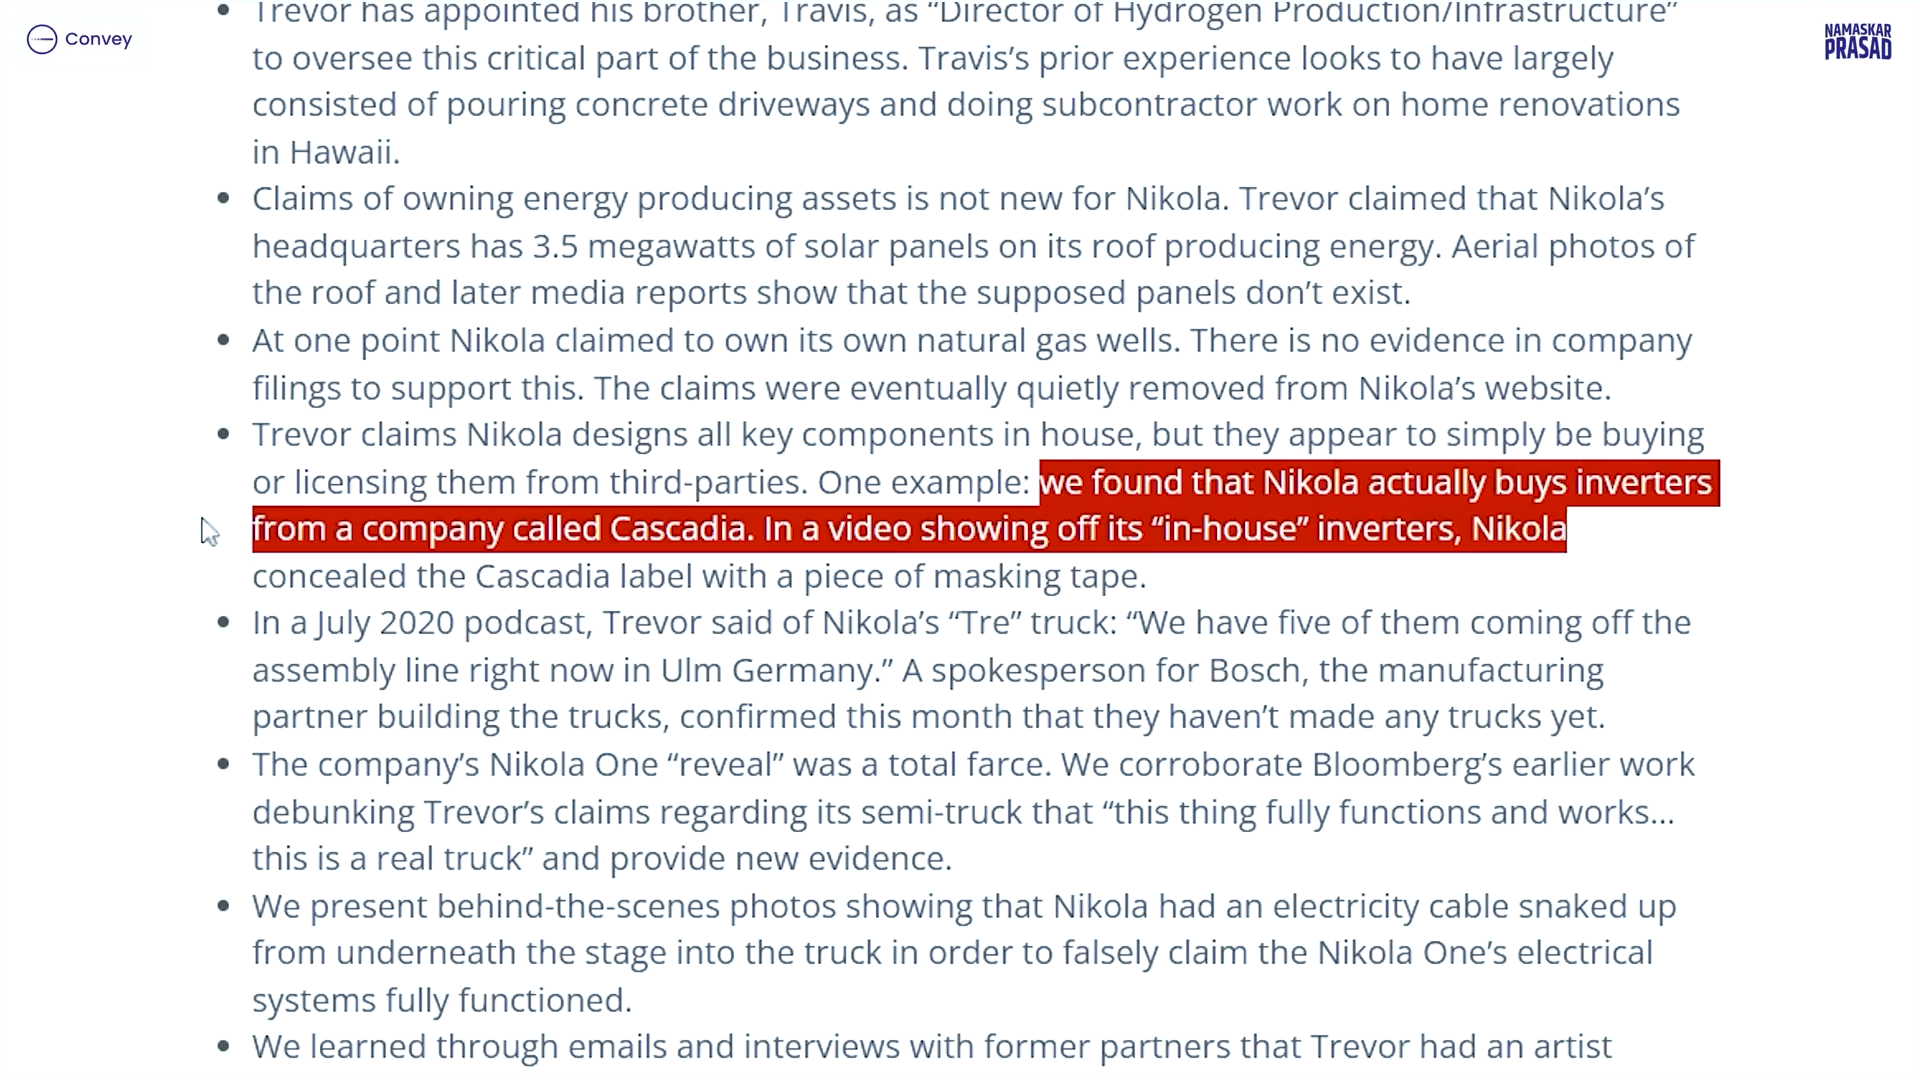 Convey
NAMASKAR
PRASAD
Trevor has appointed his brother, Travis, as “Director of Hydrogen Production/Infrastructure”
to oversee this critical part of the business. Travis’s prior experience looks to have largely
consisted of pouring concrete driveways and doing subcontractor work on home renovations
in Hawaii.
• Claims of owning energy producing assets is not new for Nikola. Trevor claimed that Nikola’s
headquarters has 3.5 megawatts of solar panels on its roof producing energy. Aerial photos of
the roof and later media reports show that the supposed panels don’t exist.
• At one point Nikola claimed to own its own natural gas wells. There is no evidence in company
filings to support this. The claims were eventually quietly removed from Nikola’s website.
• Trevor claims Nikola designs all key components in house, but they appear to simply be buying
or licensing them from third-parties. One example: we found that Nikola actually buys inverters
from a company called Cascadia. In a video showing off its “in-house” inverters, Nikola
concealed the Cascadia label with a piece of masking tape.
• In a July 2020 podcast, Trevor said of Nikola’s “Tre” truck: “We have five of them coming off the
assembly line right now in Ulm Germany.” A spokesperson for Bosch, the manufacturing
partner building the trucks, confirmed this month that they haven’t made any trucks yet.
• The company’s Nikola One “reveal” was a total farce. We corroborate Bloomberg’s earlier work
debunking Trevor’s claims regarding its semi-truck that “this thing fully functions and works…
this is a real truck” and provide new evidence.
• We present behind-the-scenes photos showing that Nikola had an electricity cable snaked up
from underneath the stage into the truck in order to falsely claim the Nikola One’s electrical
systems fully functioned.
• We learned through emails and interviews with former partners that Trevor had an artist